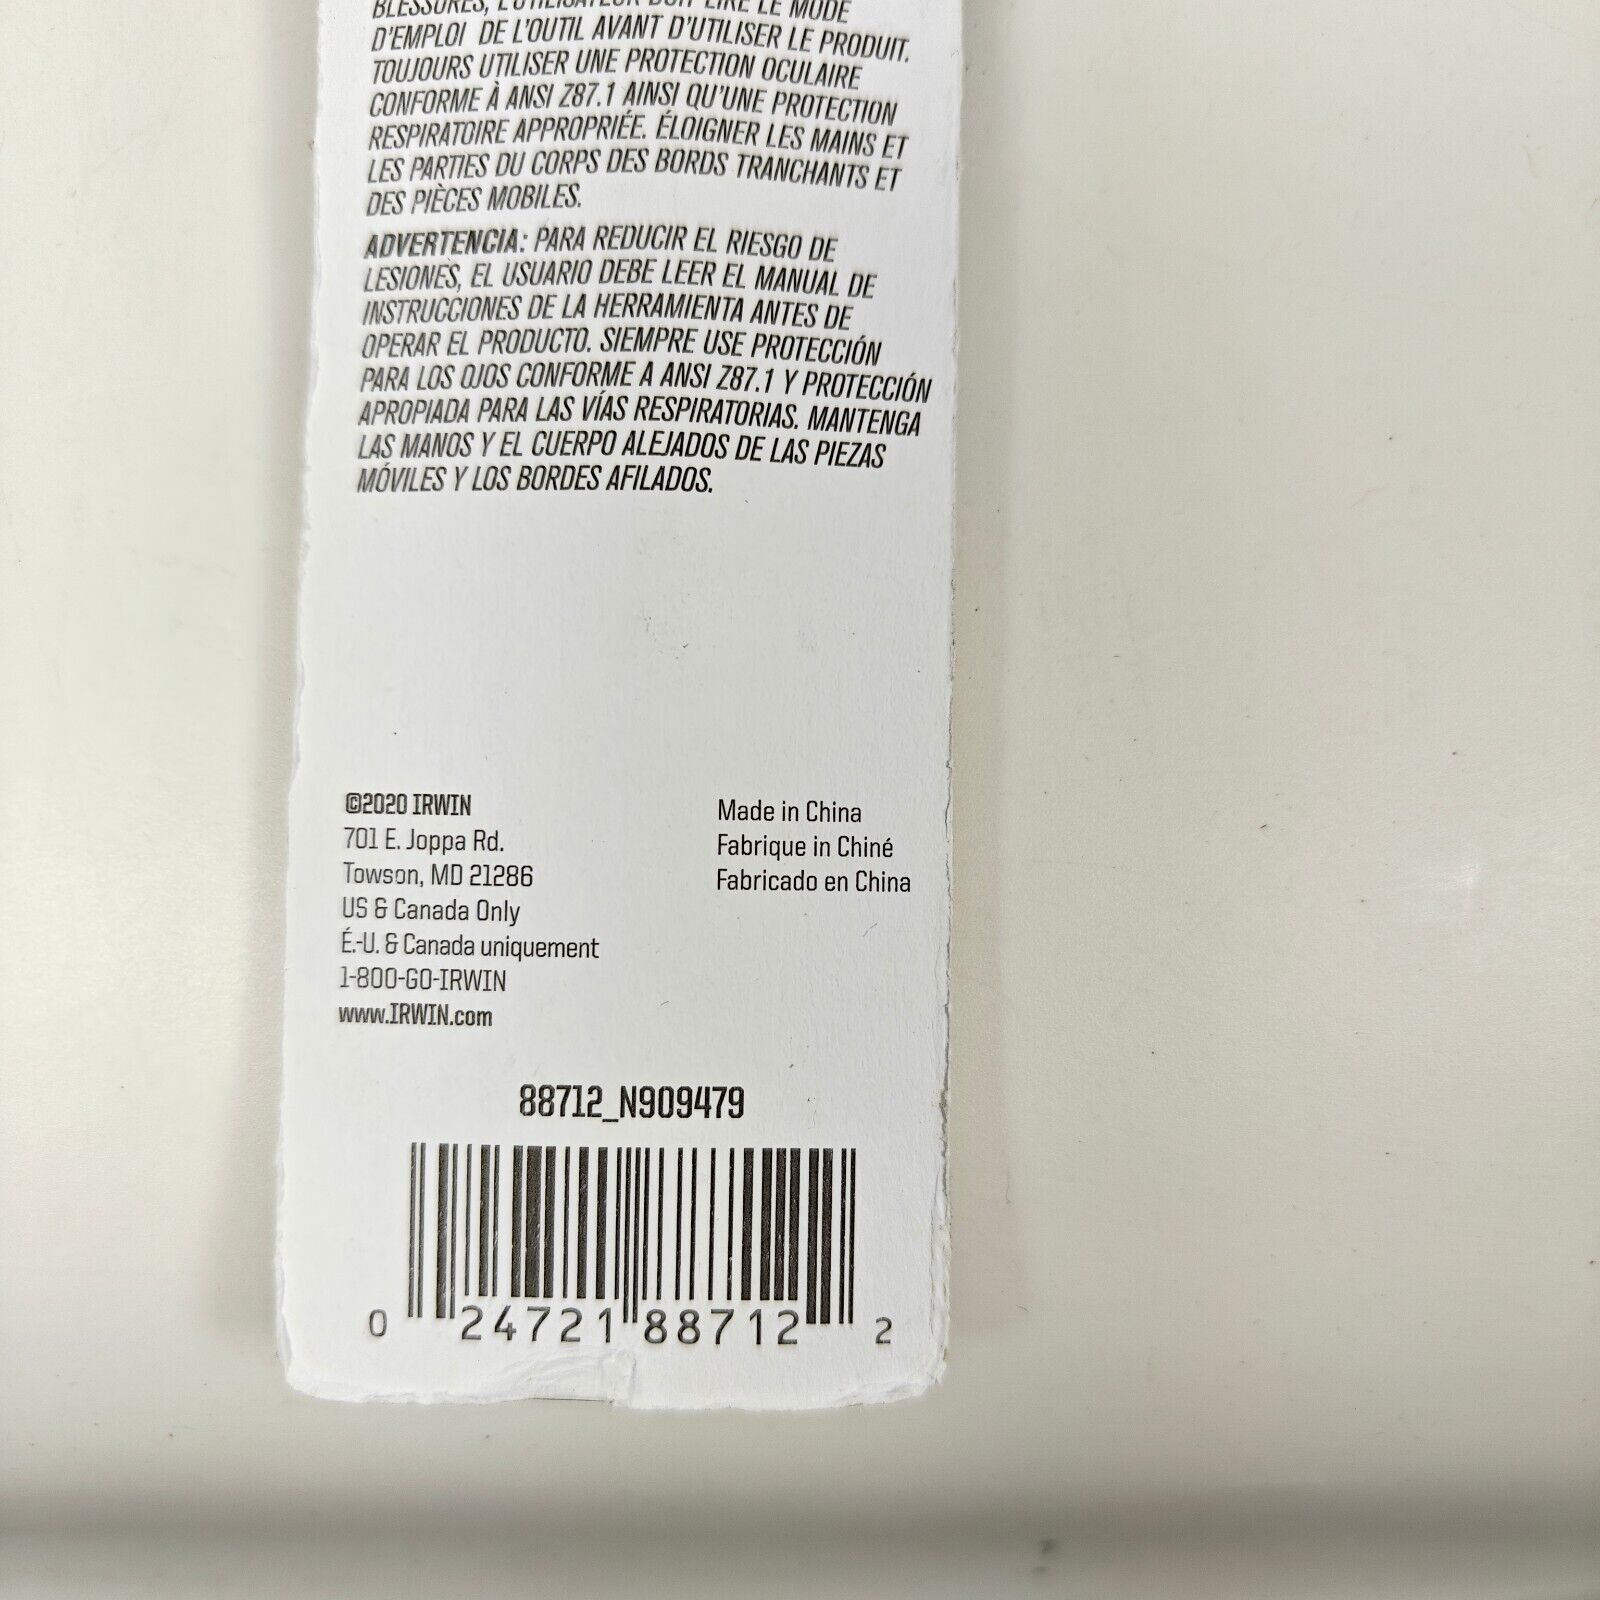 BLESSURES, L'UTILISATEUR DOIT LIRE LE MODE
D'EMPLOI DE L'OUTIL AVANT D'UTILISER LE PRODUIT.
TOUJOURS UTILISER UNE PROTECTION OCULAIRE
CONFORME À ANSI Z87.1 AINSI QU'UNE PROTECTION
RESPIRATOIRE APPROPRIÉE. ÉLOIGNER LES MAINS ET
LES PARTIES DU CORPS DES BORDS TRANCHANTS ET
DES PIÈCES MOBILES.
ADVERTENCIA: PARA REDUCIR EL RIESGO DE
LESIONES, EL USUARIO DEBE LEER EL MANUAL DE
INSTRUCCIONES DE LA HERRAMIENTA ANTES DE
OPERAR EL PRODUCTO. SIEMPRE USE PROTECCIÓN
PARA LOS OJOS CONFORME A ANSI Z87.1 Y PROTECCIÓN
APROPIADA PARA LAS VÍAS RESPIRATORIAS. MANTENGA
LAS MANOS Y EL CUERPO ALEJADOS DE LAS PIEZAS
MÓVILES Y LOS BORDES AFILADOS.
©2020 IRWIN
701 E. Joppa Rd.
Towson, MD 21286
US & Canada Only
É.-U. & Canada uniquement
1-800-GO-IRWIN
www.IRWIN.com
Made in China
Fabrique in Chiné
Fabricado en China
88712_N909479
0 24721 88712 2